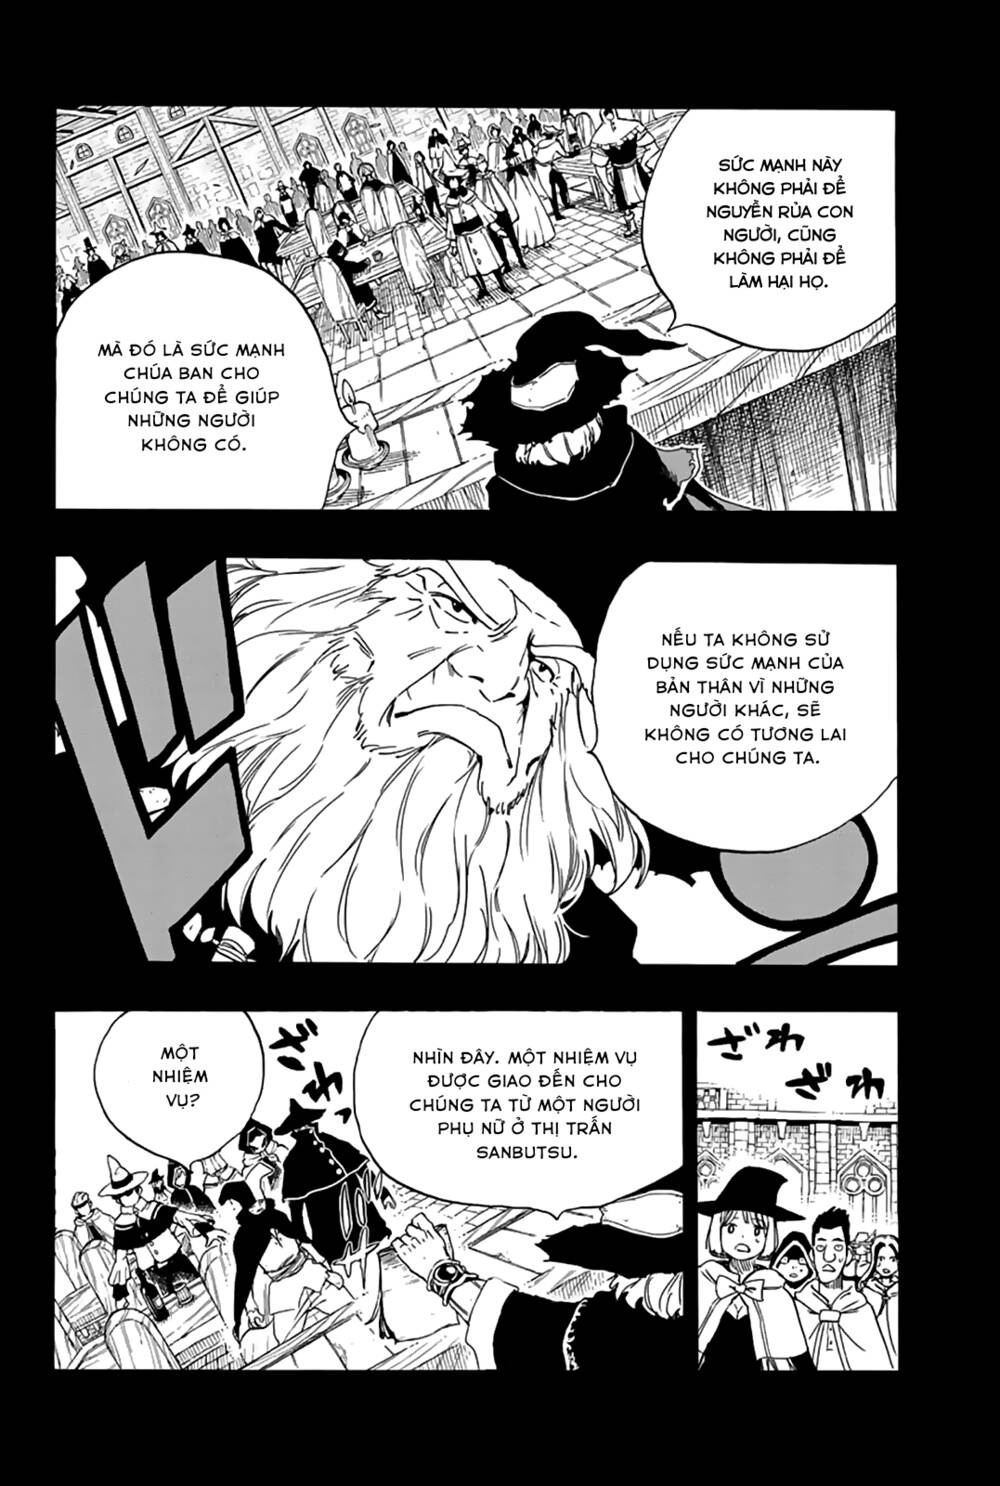 SỨC MẠNH NÀY
KHÔNG PHẢI ĐỂ
NGUYỀN RỦA CON
NGƯỜI, CŨNG
KHÔNG PHẢI ĐỂ
LÀM HẠI HỌ.
MÀ ĐÓ LÀ SỨC MẠNH
CHÚA BAN CHO
CHÚNG TA ĐỂ GIÚP
NHỮNG NGƯỜI
KHÔNG CÓ.
NẾU TA KHÔNG SỬ
DỤNG SỨC MẠNH CỦA
BẢN THÂN VÌ NHỮNG
NGƯỜI KHÁC, SẼ
KHÔNG CÓ TƯƠNG LAI
CHO CHÚNG TA.
ざわ
ざわ
NHÌN ĐÂY. MỘT NHIỆM VỤ
ĐƯỢC GIAO ĐẾN CHO
CHÚNG TA TỪ MỘT NGƯỜI
PHỤ NỮ Ở THỊ TRẤN
SANBUTSU.
MỘT
NHIỆM
VỤ?
ざわ